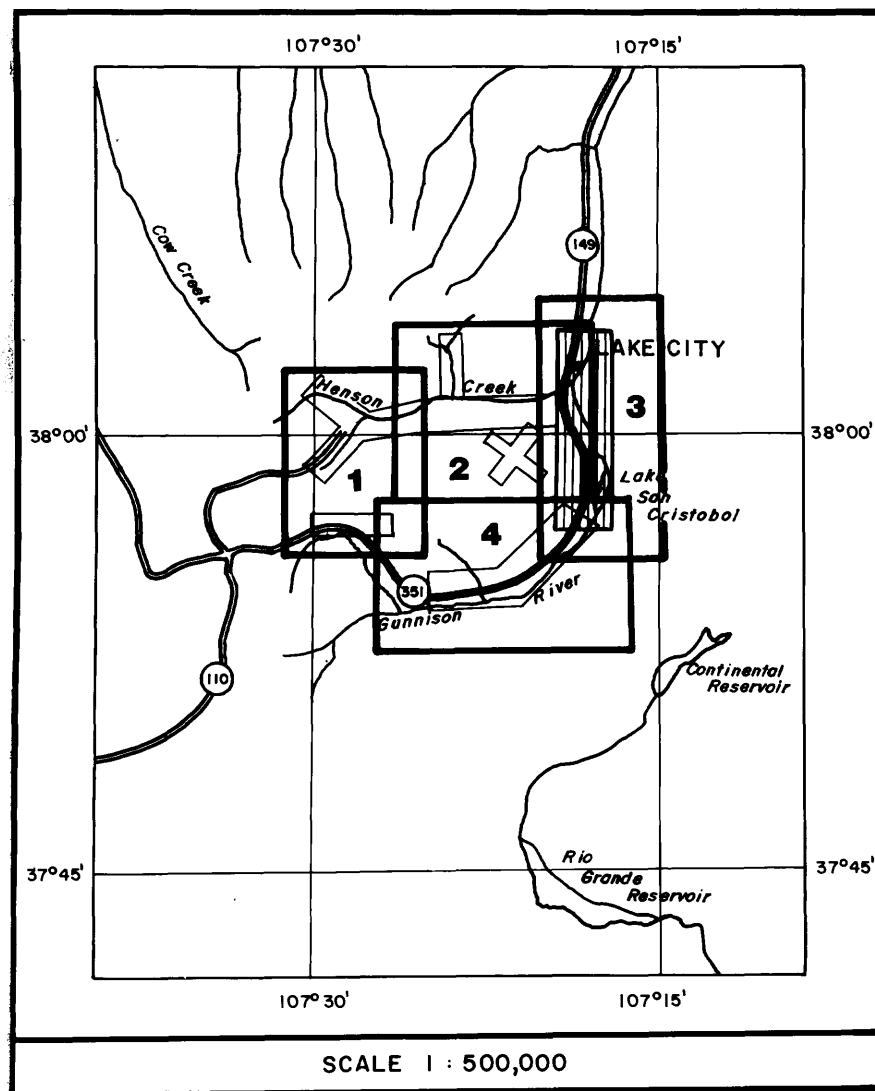 107°30' 107°15'
Cow Creek
149
LAKE CITY
Henson Creek
3
38°00' 38°00'
1
2
Lake
San
Cristobol
4
351
River
Gunnison
110
Continental
Reservoir
Rio
Grande
Reservoir
37°45' 37°45'
107°30' 107°15'
SCALE 1 : 500,000